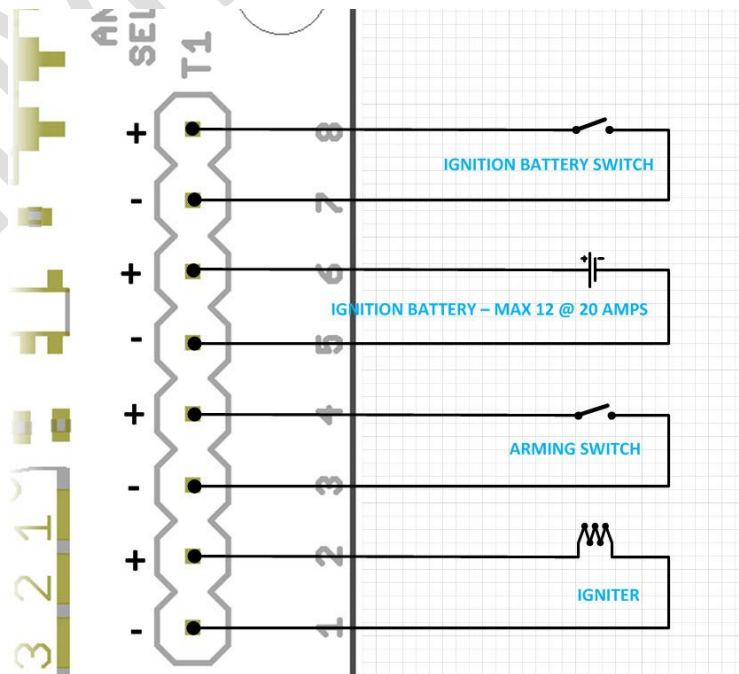 SEL
T1
+ 8
IGNITION BATTERY SWITCH
- 7
+ 6
+ -
IGNITION BATTERY – MAX 12 @ 20 AMPS
- 5
+ 4
ARMING SWITCH
- 3
+ 2
IGNITER
- 1
3 2 1